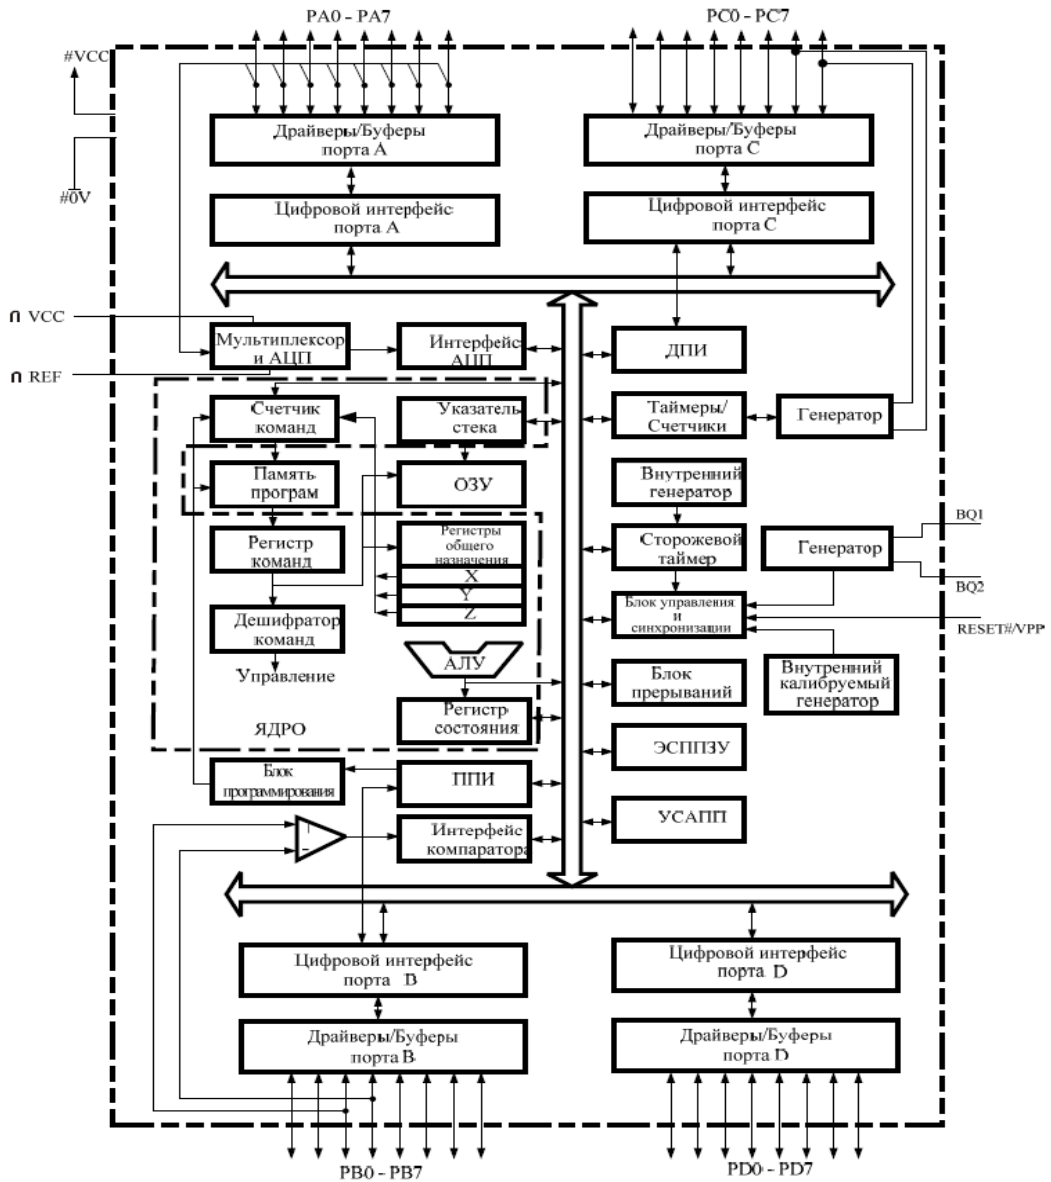 PA0 - PA7
PC0 - PC7
#VCC
Драйверы/Буферы
порта А
Драйверы/Буферы
порта С
#0V
Цифровой интерфейс
порта А
Цифровой интерфейс
порта С
∩ VCC
Мультиплексор
и АЦП
Интерфейс
АЦП
ДПИ
∩ REF
Счетчик
команд
Указатель
стека
Таймеры/
Счетчики
Генератор
Память
програм
ОЗУ
Внутренний
генератор
Регистр
команд
Регистры
общего
назначения
X
Y
Z
Сторожевой
таймер
Генератор
BQ1
BQ2
Дешифратор
команд
Управление
Блок управления
и
синхронизации
RESET#/VPP
АЛУ
Блок
прерываний
Внутренний
калибруемый
генератор
ЯДРО
Регистр
состояния
ЭСППЗУ
Блок
программирования
ППИ
УСАПП
+
-
Интерфейс
компаратора
Цифровой интерфейс
порта В
Цифровой интерфейс
порта D
Драйверы/Буферы
порта В
Драйверы/Буферы
порта D
PB0 - PB7
PD0 - PD7